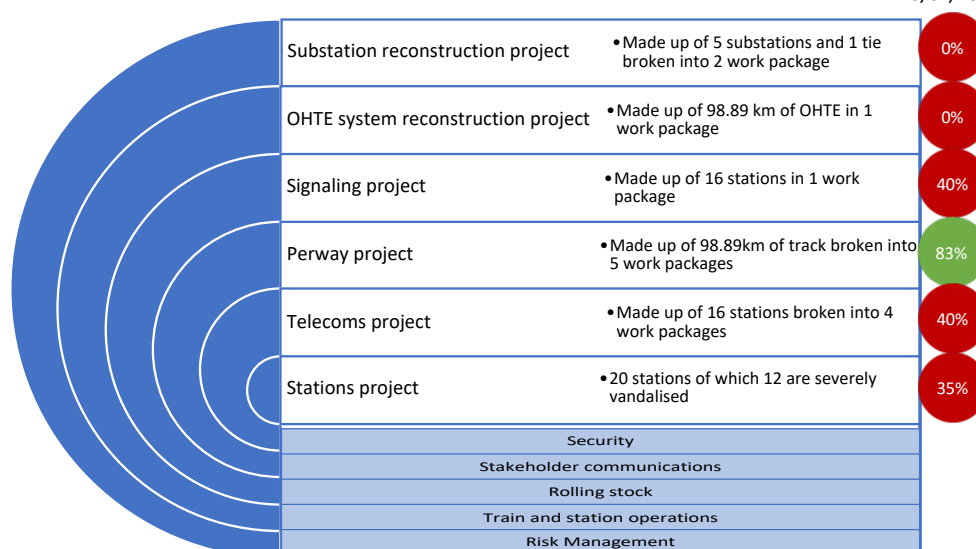 Substation reconstruction project
•Made up of 5 substations and 1 tie
broken into 2 work package
0%
OHTE system reconstruction project
•Made up of 98.89 km of OHTE in 1
work package
0%
Signaling project
•Made up of 16 stations in 1 work
package
40%
Perway project
•Made up of 98.89km of track broken into
5 work packages
83%
Telecoms project
•Made up of 16 stations broken into 4
work packages
40%
Stations project
•20 stations of which 12 are severely
vandalised
35%
Security
Stakeholder communications
Rolling stock
Train and station operations
Risk Management